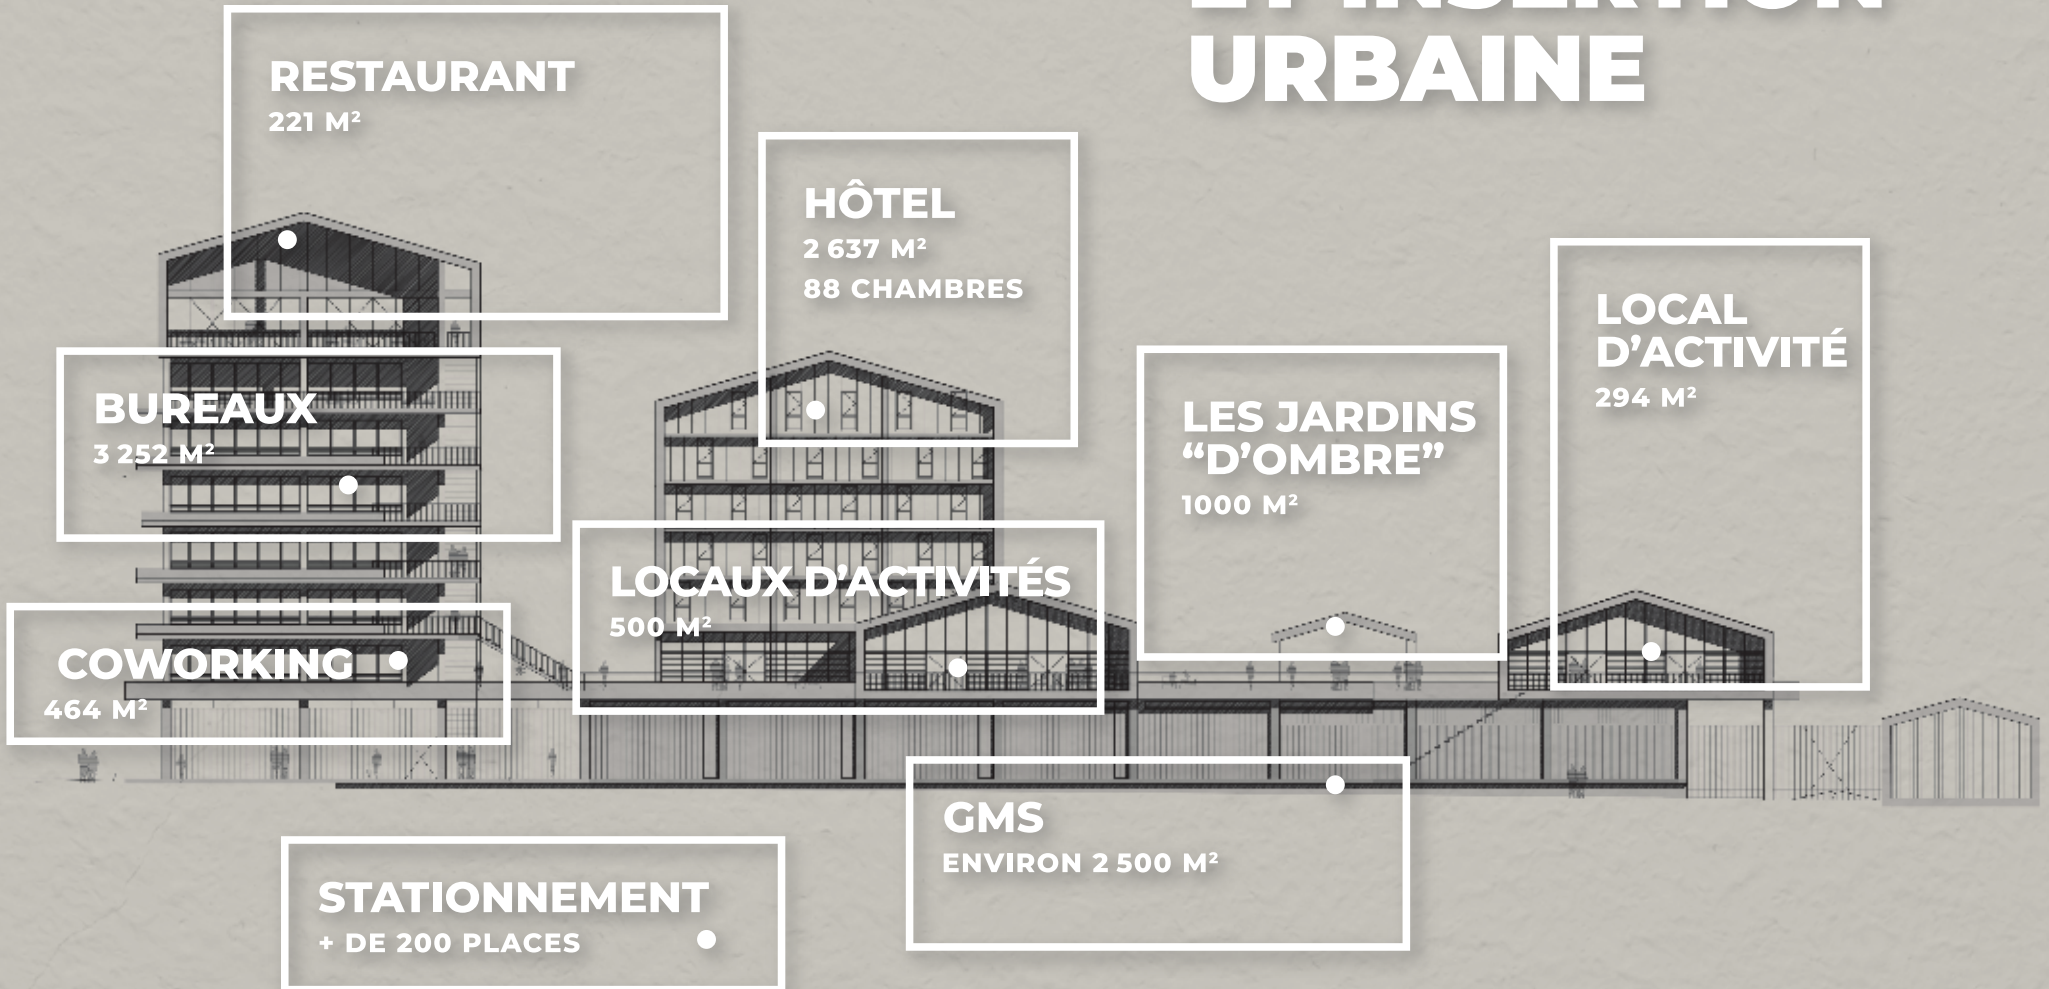 ET INSERTION
URBAINE
RESTAURANT
221 M²
HÔTEL
2 637 M²
88 CHAMBRES
LOCAL
D’ACTIVITÉ
294 M²
BUREAUX
3 252 M²
LES JARDINS
“D’OMBRE”
1000 M²
LOCAUX D’ACTIVITÉS
500 M²
COWORKING
464 M²
GMS
ENVIRON 2 500 M²
STATIONNEMENT
+ DE 200 PLACES